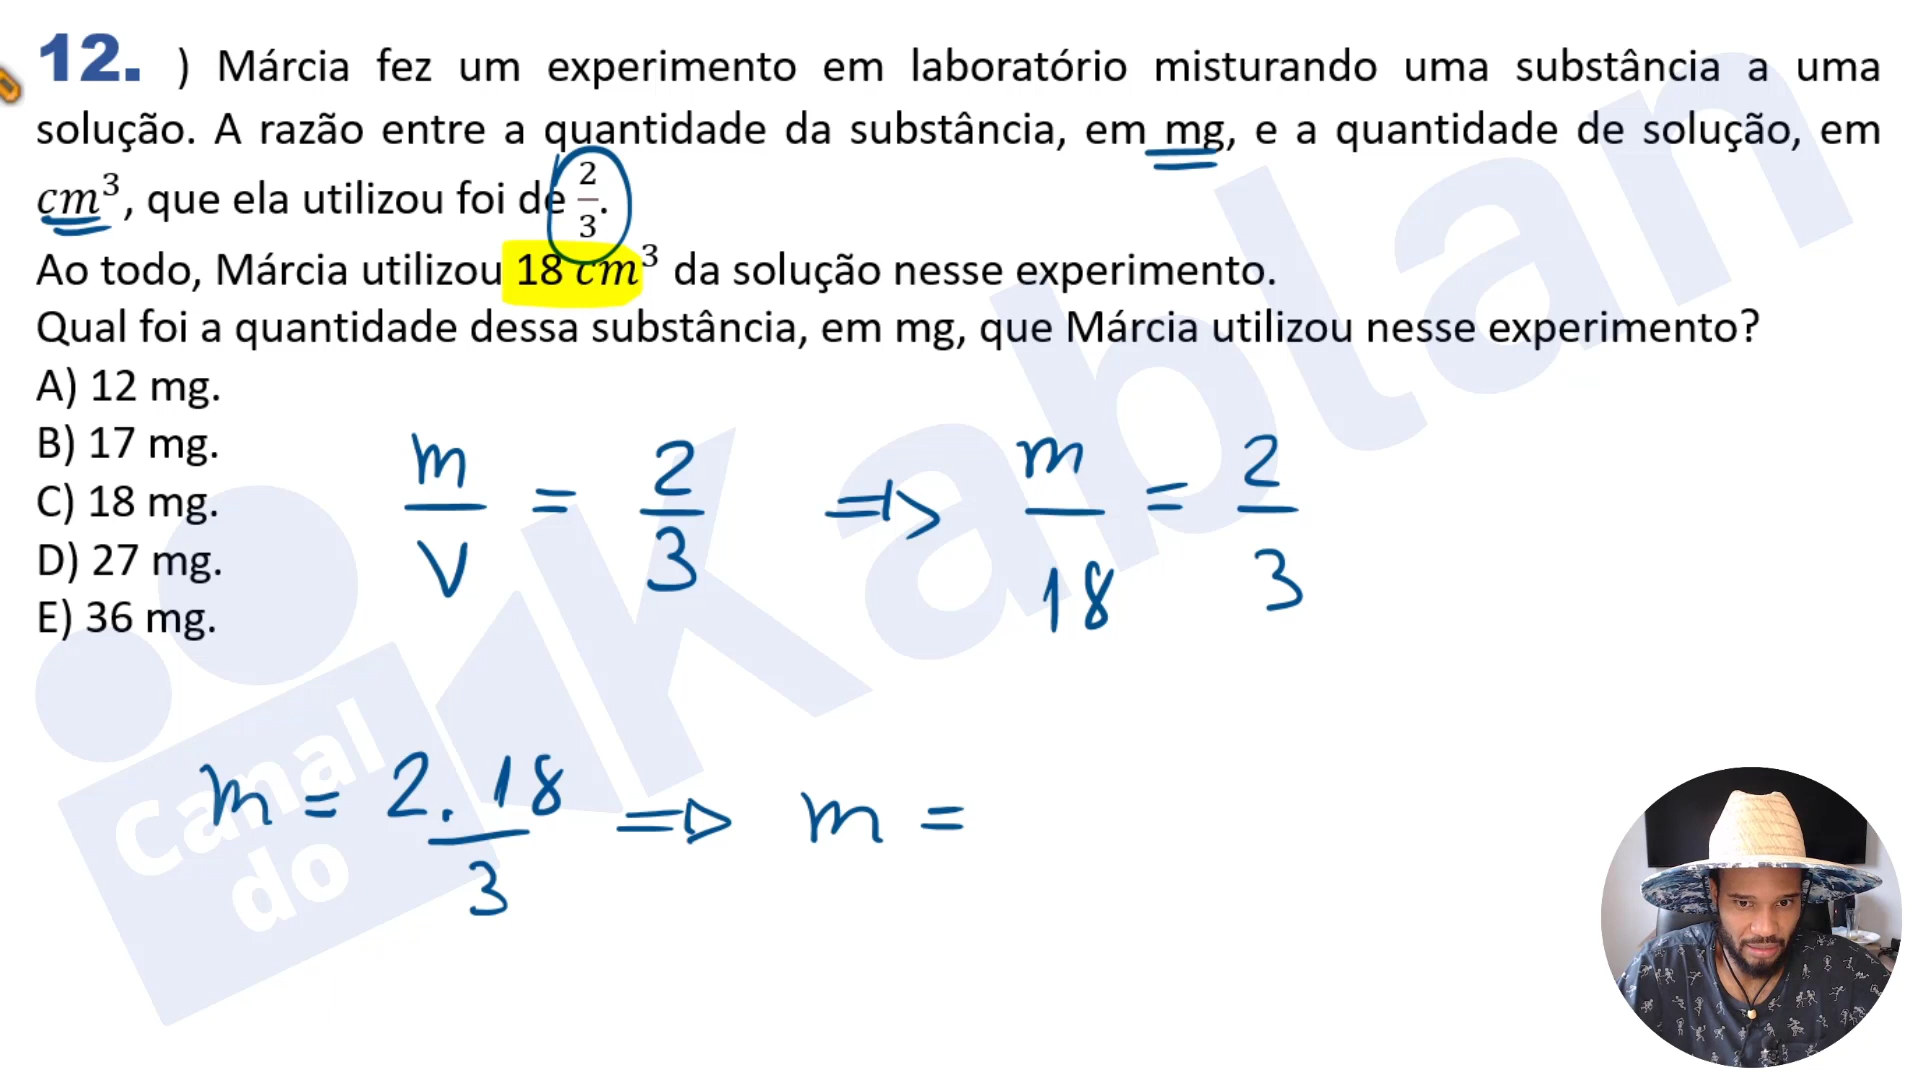 12. ) Márcia fez um experimento em laboratório misturando uma substância a uma
solução. A razão entre a quantidade da substância, em mg, e a quantidade de solução, em
cm³, que ela utilizou foi de 2/3.
Ao todo, Márcia utilizou 18 cm³ da solução nesse experimento.
Qual foi a quantidade dessa substância, em mg, que Márcia utilizou nesse experimento?
A) 12 mg.
B) 17 mg.
C) 18 mg.
D) 27 mg.
E) 36 mg.
m/V = 2/3 ⇒ m/18 = 2/3
m = 2.18/3 ⇒ m =
Canal do Kablan